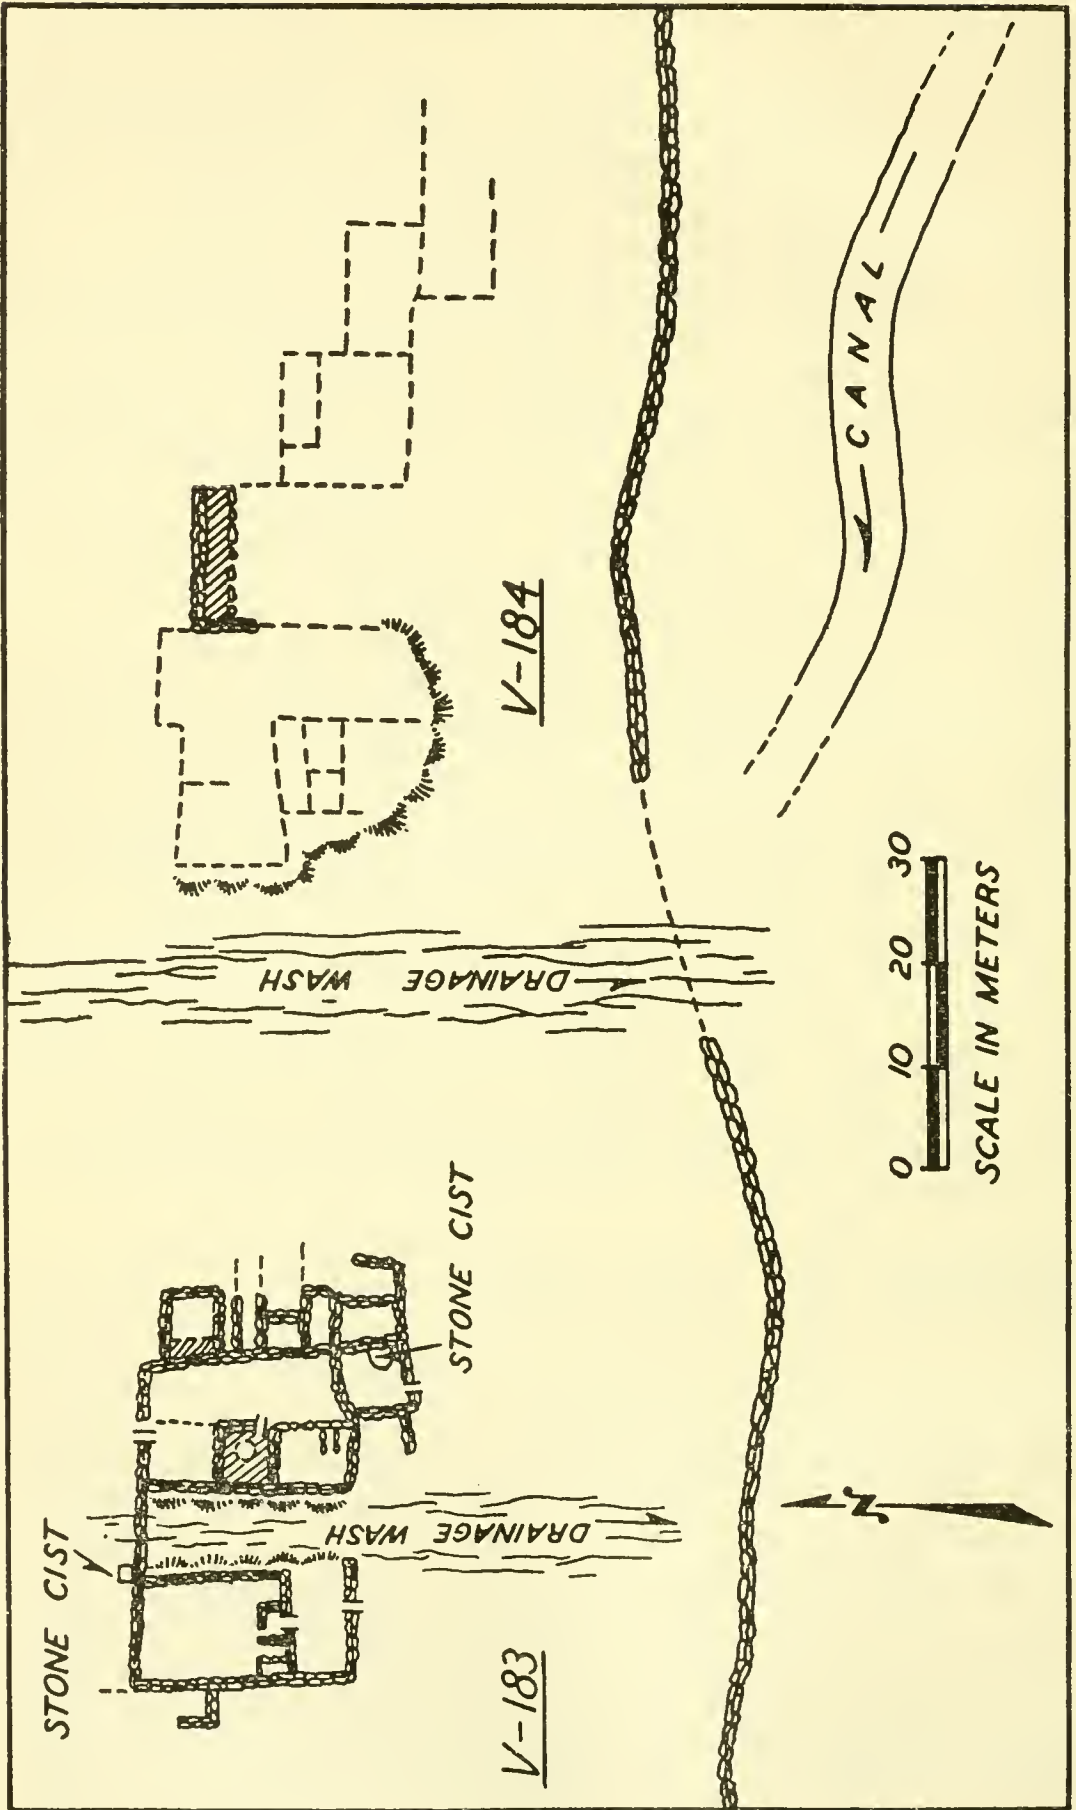 STONE CIST
V-183
DRAINAGE WASH
STONE CIST
DRAINAGE WASH
V-184
CANAL
N
0 10 20 30
SCALE IN METERS